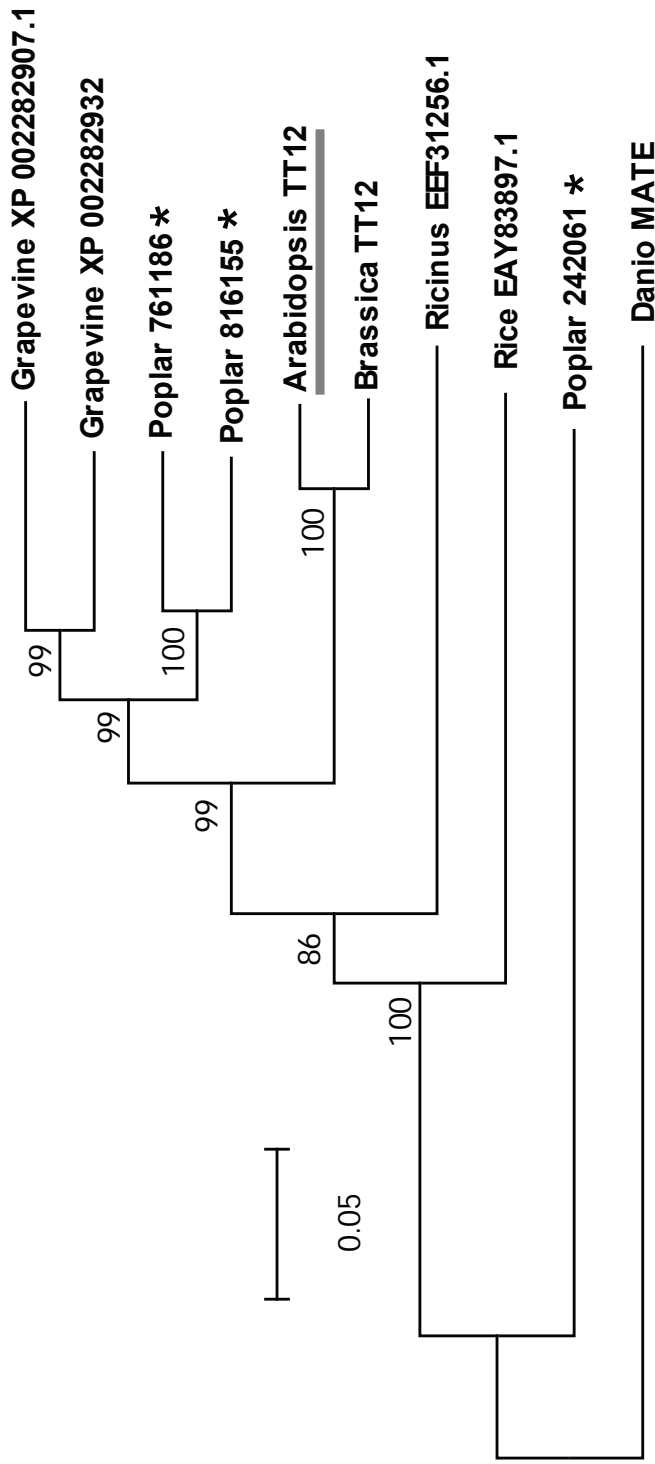 Grapevine XP 002282907.1
Grapevine XP 002282932
Poplar 761186 *
Poplar 816155 *
Arabidopsis TT12
Brassica TT12
Ricinus EEF31256.1
Rice EAY83897.1
Poplar 242061 *
Danio MATE
99
100
99
100
99
86
100
0.05